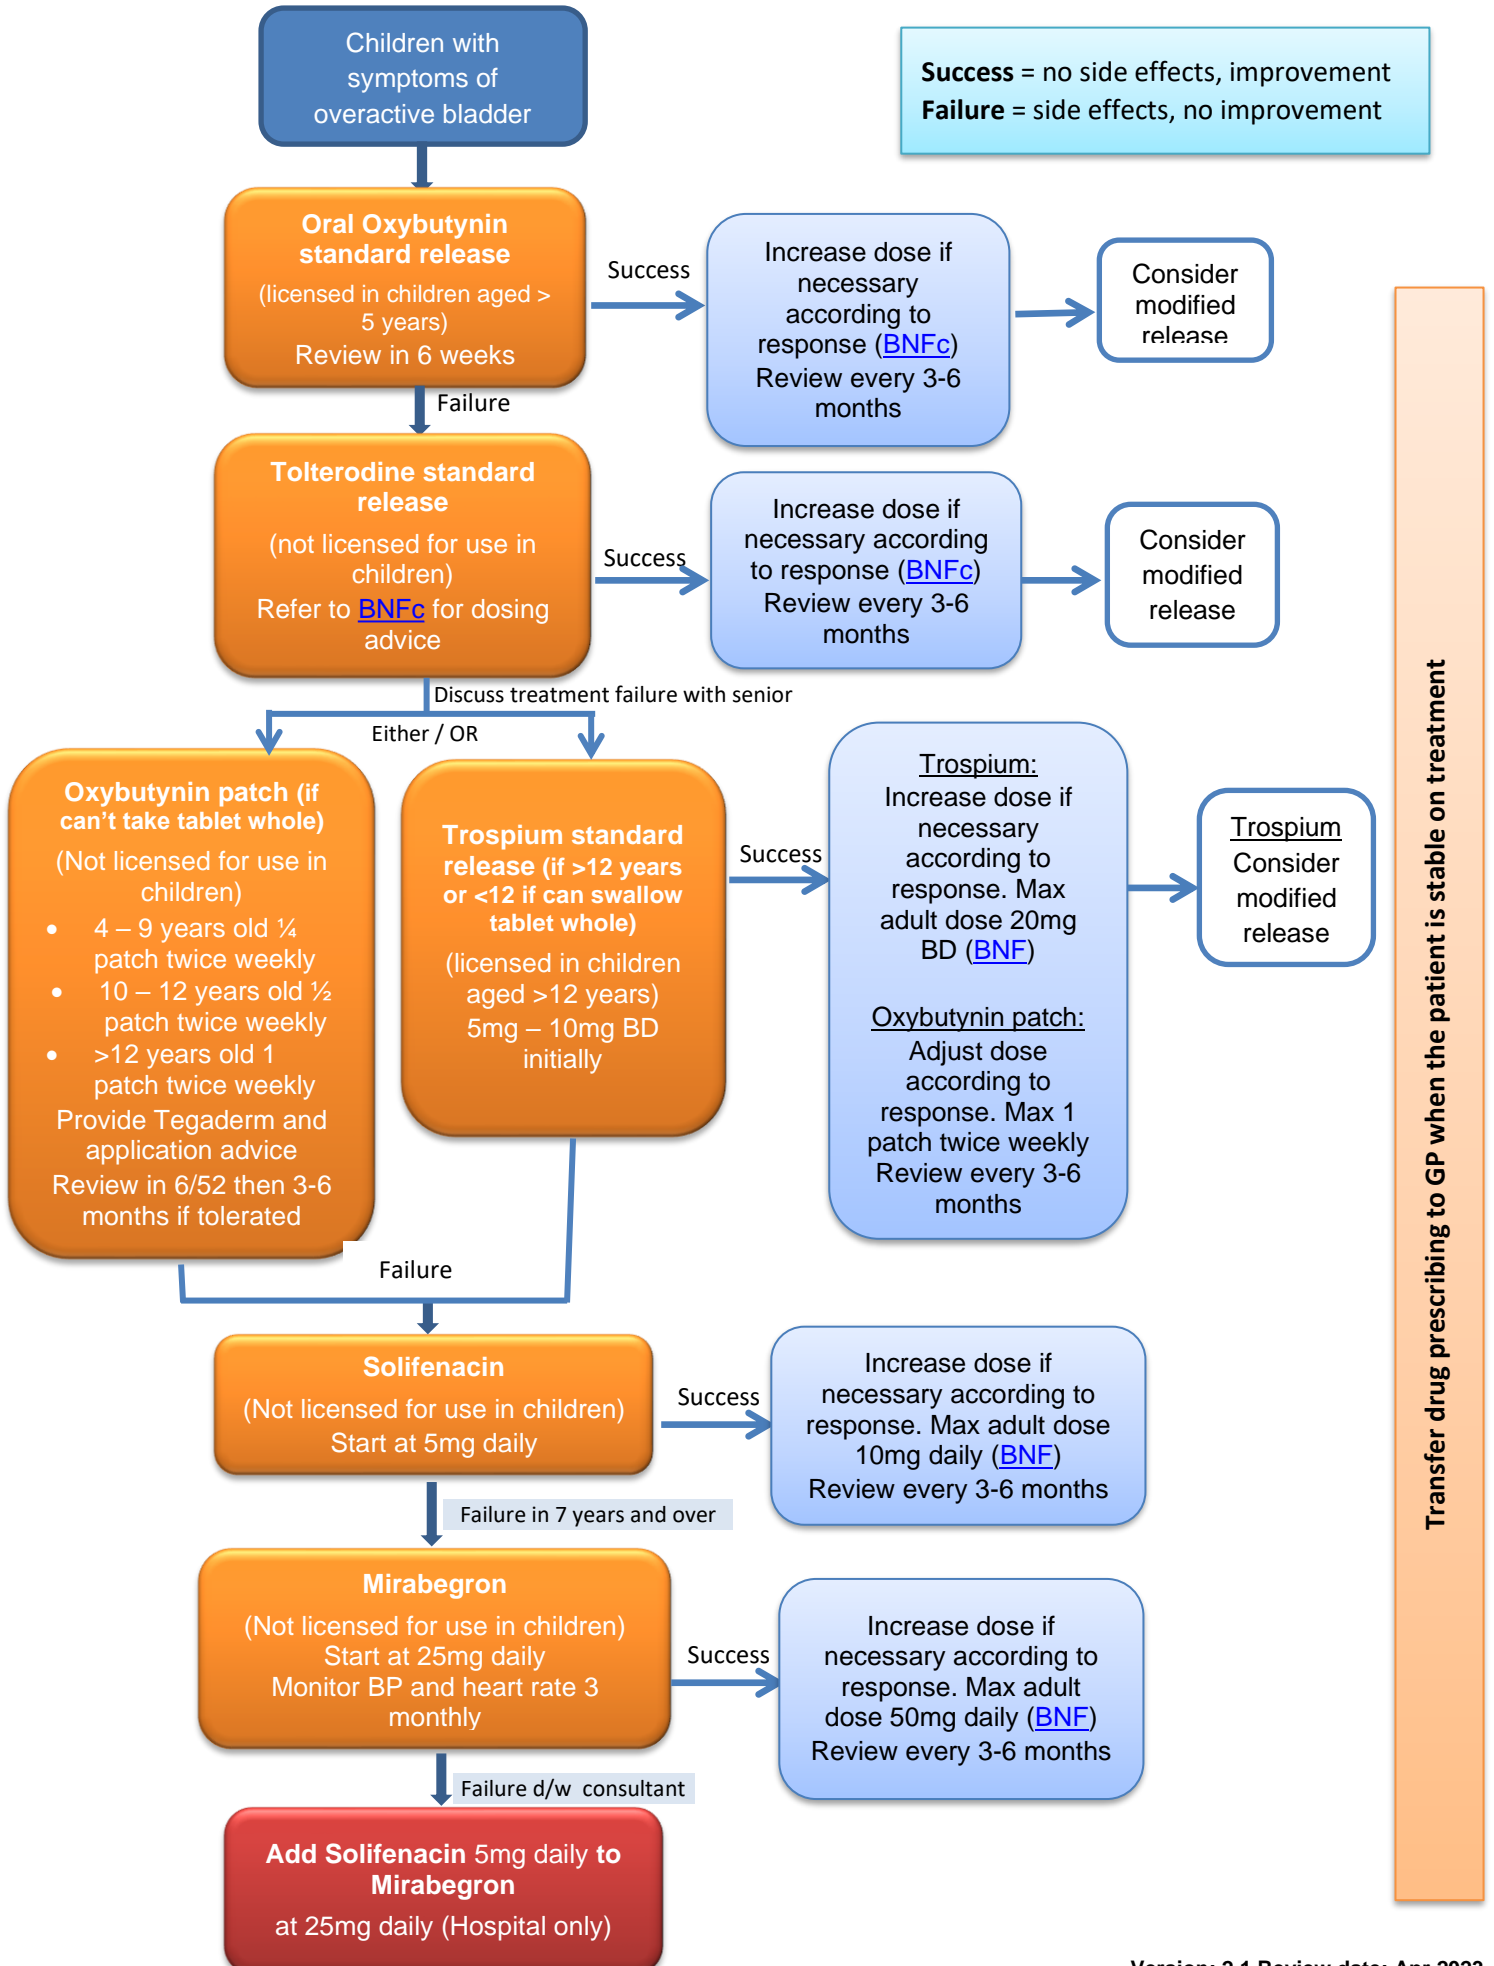 Children with
symptoms of
overactive bladder
Success = no side effects, improvement
Failure = side effects, no improvement
Oral Oxybutynin
standard release
(licensed in children aged >
5 years)
Review in 6 weeks
Success
Increase dose if
necessary
according to
response (BNFc)
Review every 3-6
months
Consider
modified
release
Failure
Tolterodine standard
release
(not licensed for use in
children)
Refer to BNFc for dosing
advice
Success
Increase dose if
necessary according
to response (BNFc)
Review every 3-6
months
Consider
modified
release
Discuss treatment failure with senior
Either / OR
Oxybutynin patch (if
can't take tablet whole)
(Not licensed for use in
children)
• 4 – 9 years old ¼
patch twice weekly
• 10 – 12 years old ½
patch twice weekly
• >12 years old 1
patch twice weekly
Provide Tegaderm and
application advice
Review in 6/52 then 3-6
months if tolerated
Trospium standard
release (if >12 years
or <12 if can swallow
tablet whole)
(licensed in children
aged >12 years)
5mg – 10mg BD
initially
Success
Trospium:
Increase dose if
necessary
according to
response. Max
adult dose 20mg
BD (BNF)
Oxybutynin patch:
Adjust dose
according to
response. Max 1
patch twice weekly
Review every 3-6
months
Trospium
Consider
modified
release
Failure
Solifenacin
(Not licensed for use in children)
Start at 5mg daily
Success
Increase dose if
necessary according to
response. Max adult dose
10mg daily (BNF)
Review every 3-6 months
Failure in 7 years and over
Mirabegron
(Not licensed for use in children)
Start at 25mg daily
Monitor BP and heart rate 3
monthly
Success
Increase dose if
necessary according to
response. Max adult
dose 50mg daily (BNF)
Review every 3-6 months
Failure d/w consultant
Add Solifenacin 5mg daily to
Mirabegron
at 25mg daily (Hospital only)
Transfer drug prescribing to GP when the patient is stable on treatment
Version: 2.1 Review date: Apr 2023